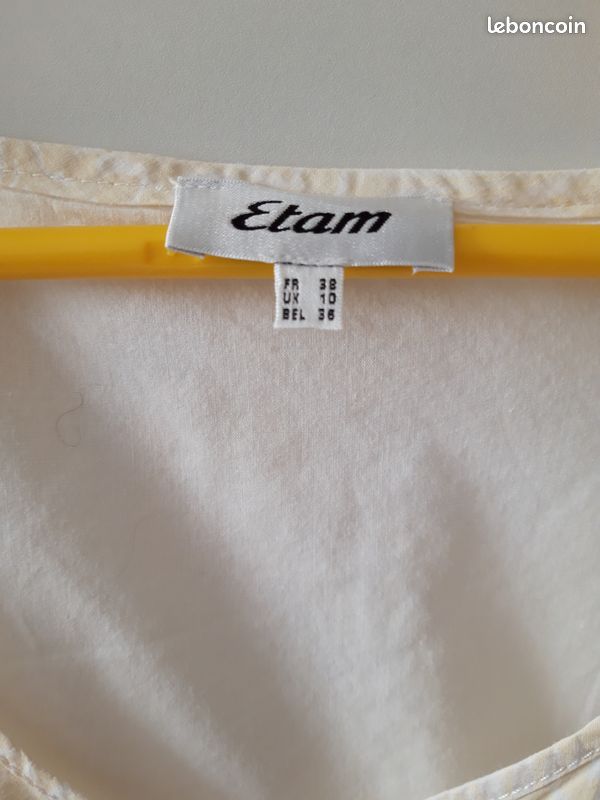 leboncoin
Etam
FR 38
UK 10
BEL 36